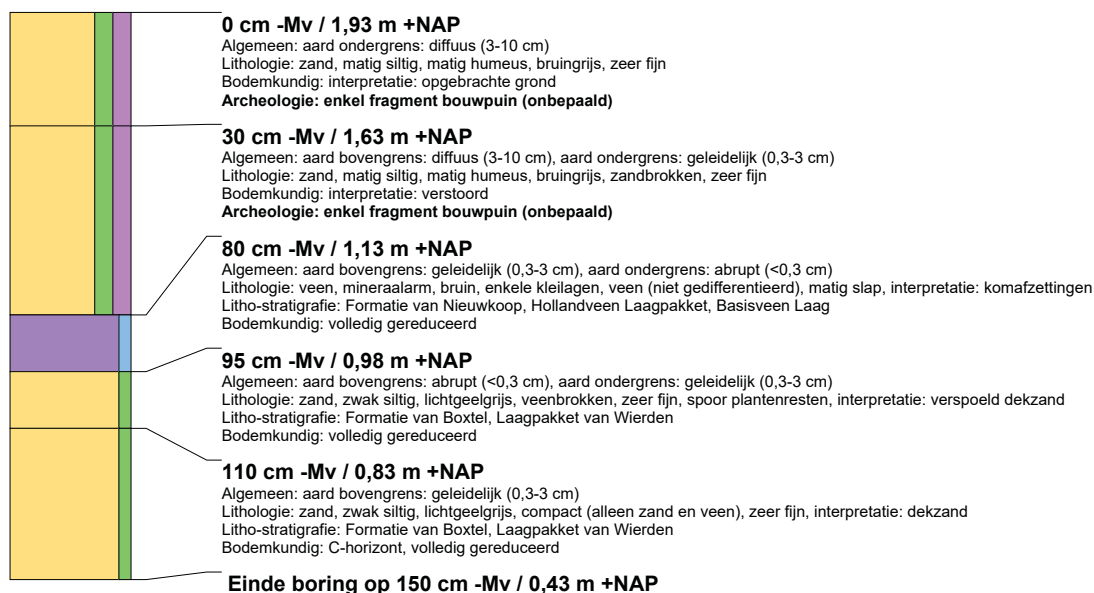 0 cm -Mv / 1,93 m +NAP
Algemeen: aard ondergrens: diffuus (3-10 cm)
Lithologie: zand, matig siltig, matig humeus, bruingrijs, zeer fijn
Bodemkundig: interpretatie: opgebrachte grond
Archeologie: enkel fragment bouwpuin (onbepaald)
30 cm -Mv / 1,63 m +NAP
Algemeen: aard bovengrens: diffuus (3-10 cm), aard ondergrens: geleidelijk (0,3-3 cm)
Lithologie: zand, matig siltig, matig humeus, bruingrijs, zandbrokken, zeer fijn
Bodemkundig: interpretatie: verstoord
Archeologie: enkel fragment bouwpuin (onbepaald)
80 cm -Mv / 1,13 m +NAP
Algemeen: aard bovengrens: geleidelijk (0,3-3 cm), aard ondergrens: abrupt (<0,3 cm)
Lithologie: veen, mineraalarm, bruin, enkele kleilagen, veen (niet gedifferentieerd), matig slap, interpretatie: komafzettingen
Litho-stratigrafie: Formatie van Nieuwkoop, Hollandveen Laagpakket, Basisveen Laag
Bodemkundig: volledig gereduceerd
95 cm -Mv / 0,98 m +NAP
Algemeen: aard bovengrens: abrupt (<0,3 cm), aard ondergrens: geleidelijk (0,3-3 cm)
Lithologie: zand, zwak siltig, lichtgeelgrijs, veenbrokken, zeer fijn, spoor plantenresten, interpretatie: verspoeld dekzand
Litho-stratigrafie: Formatie van Boxtel, Laagpakket van Wierden
Bodemkundig: volledig gereduceerd
110 cm -Mv / 0,83 m +NAP
Algemeen: aard bovengrens: geleidelijk (0,3-3 cm)
Lithologie: zand, zwak siltig, lichtgeelgrijs, compact (alleen zand en veen), zeer fijn, interpretatie: dekzand
Litho-stratigrafie: Formatie van Boxtel, Laagpakket van Wierden
Bodemkundig: C-horizont, volledig gereduceerd
Einde boring op 150 cm -Mv / 0,43 m +NAP